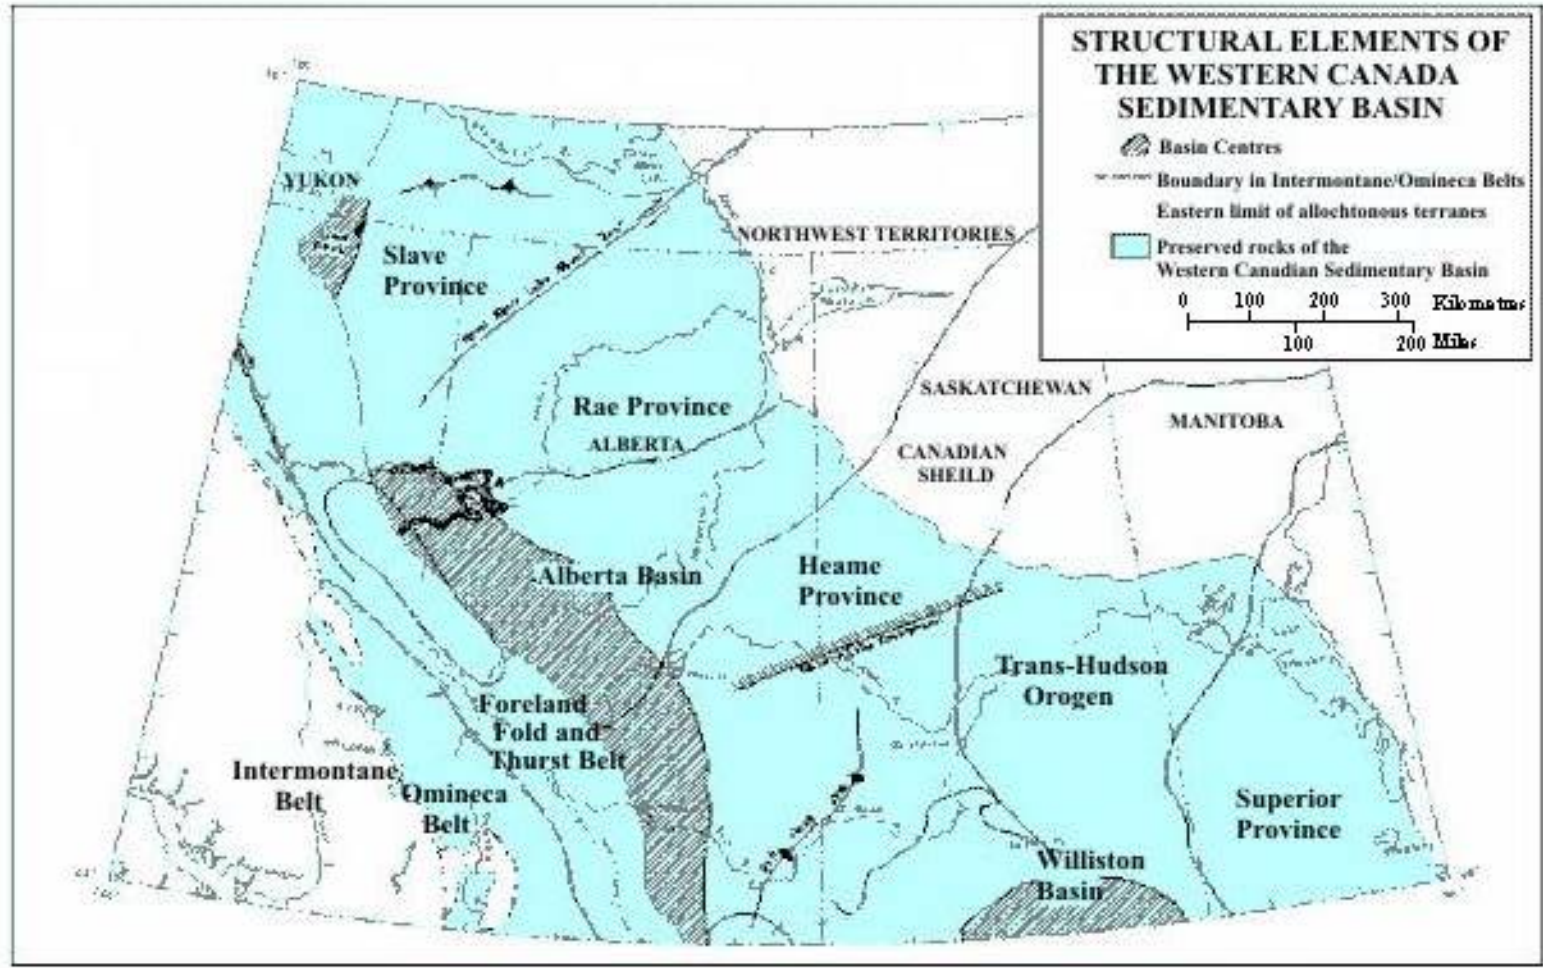 STRUCTURAL ELEMENTS OF
THE WESTERN CANADA
SEDIMENTARY BASIN
Basin Centres
Boundary in Intermontane/Omineca Belts
Eastern limit of allochtonous terranes
Preserved rocks of the
Western Canadian Sedimentary Basin
0 100 200 300 Kilometres
100 200 Miles
YUKON
NORTHWEST TERRITORIES
Slave
Province
SASKATCHEWAN
MANITOBA
Rae Province
ALBERTA
CANADIAN
SHEILD
Alberta Basin
Heame
Province
Trans-Hudson
Orogen
Foreland
Fold and
Thurst Belt
Intermontane
Belt
Omineca
Belt
Superior
Province
Williston
Basin